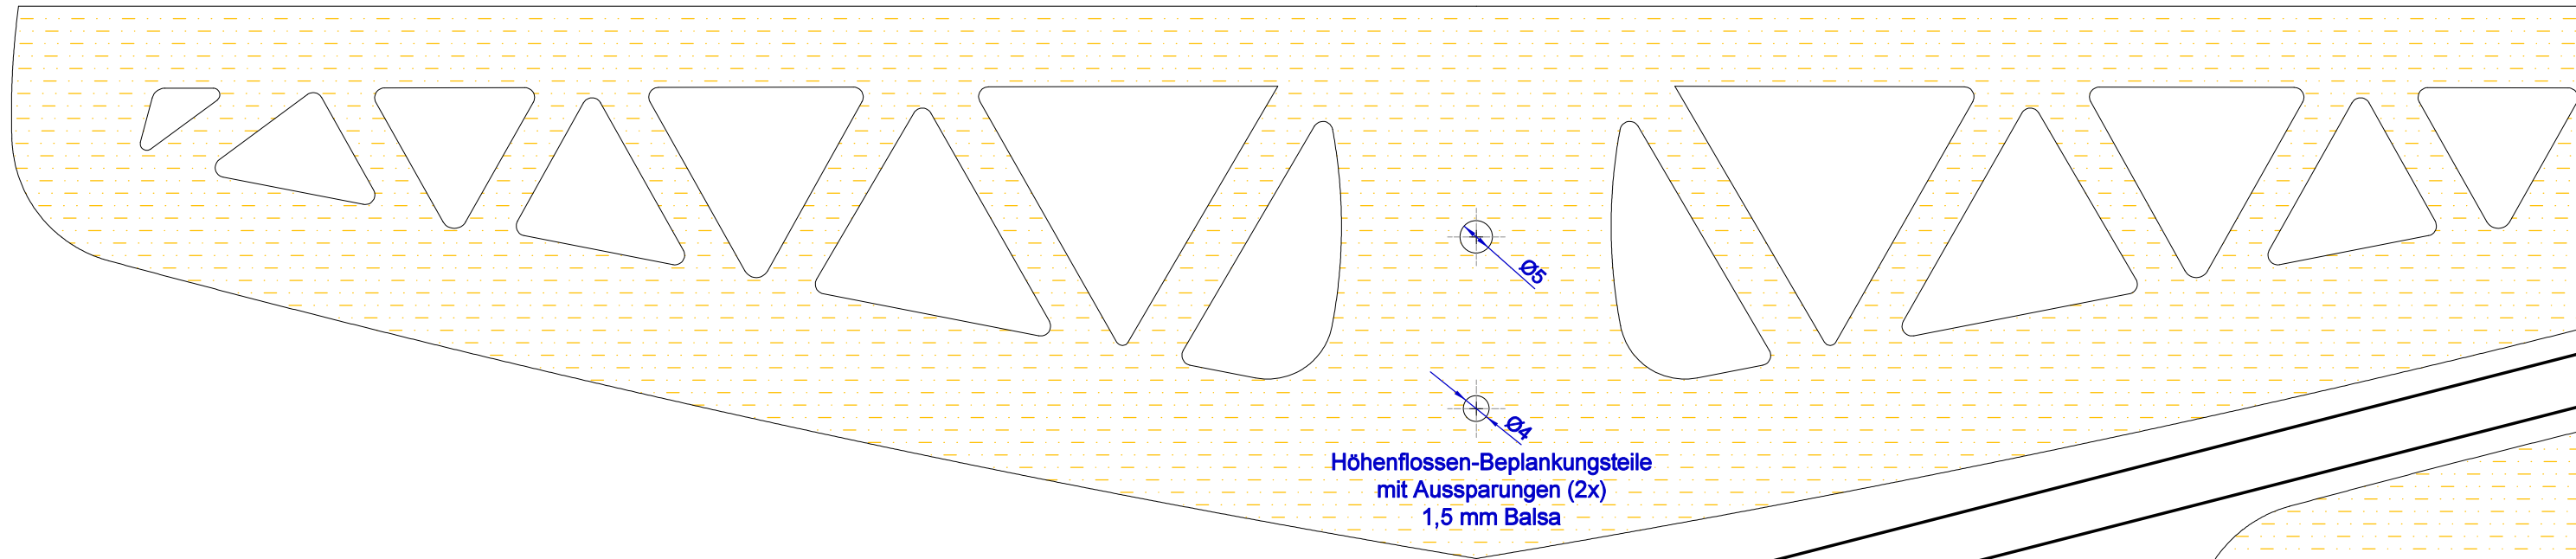 Ø5
Ø4
Höhenflossen-Beplankungsteile
mit Aussparungen (2x)
1,5 mm Balsa